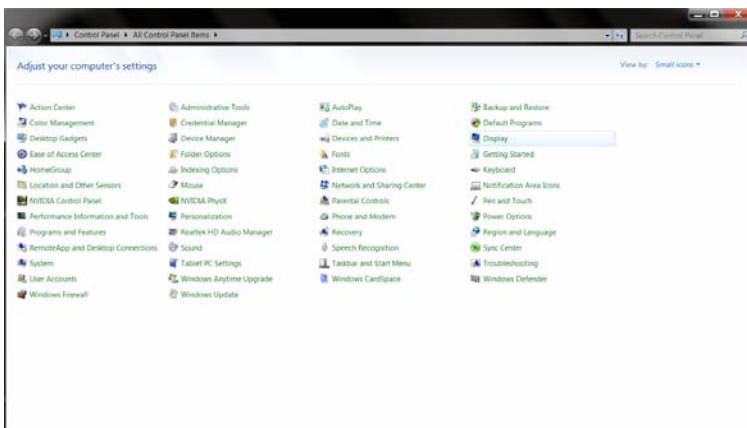 Control Panel All Control Panel Items
Search Control Panel
Adjust your computer's settings
View by: Small icons
Action Center Administrative Tools AutoPlay Backup and Restore
Color Management Credential Manager Date and Time Default Programs
Desktop Gadgets Device Manager Devices and Printers Display
Ease of Access Center Folder Options Fonts Getting Started
HomeGroup Indexing Options Internet Options Keyboard
Location and Other Sensors Mouse Network and Sharing Center Notification Area Icons
NVIDIA Control Panel NVIDIA PhysX Parental Controls Pen and Touch
Performance Information and Tools Personalization Phone and Modem Power Options
Programs and Features Realtek HD Audio Manager Recovery Region and Language
RemoteApp and Desktop Connections Sound Speech Recognition Sync Center
System Tablet PC Settings Taskbar and Start Menu Troubleshooting
User Accounts Windows Anytime Upgrade Windows CardSpace Windows Defender
Windows Firewall Windows Update